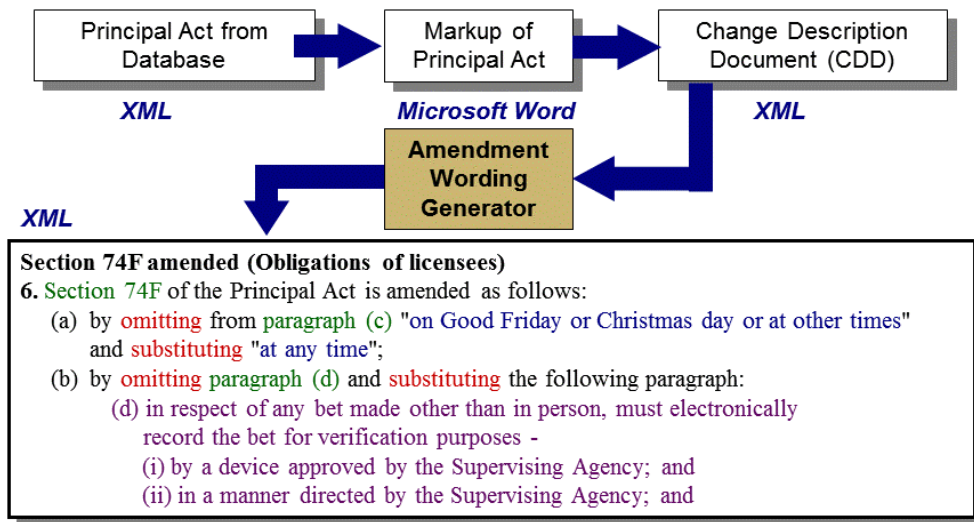 Principal Act from
Database
Markup of
Principal Act
Change Description
Document (CDD)
XML
Microsoft Word
XML
Amendment
Wording
Generator
XML
Section 74F amended (Obligations of licensees)
6. Section 74F of the Principal Act is amended as follows:
(a) by omitting from paragraph (c) "on Good Friday or Christmas day or at other times"
and substituting "at any time";
(b) by omitting paragraph (d) and substituting the following paragraph:
(d) in respect of any bet made other than in person, must electronically
record the bet for verification purposes -
(i) by a device approved by the Supervising Agency; and
(ii) in a manner directed by the Supervising Agency; and